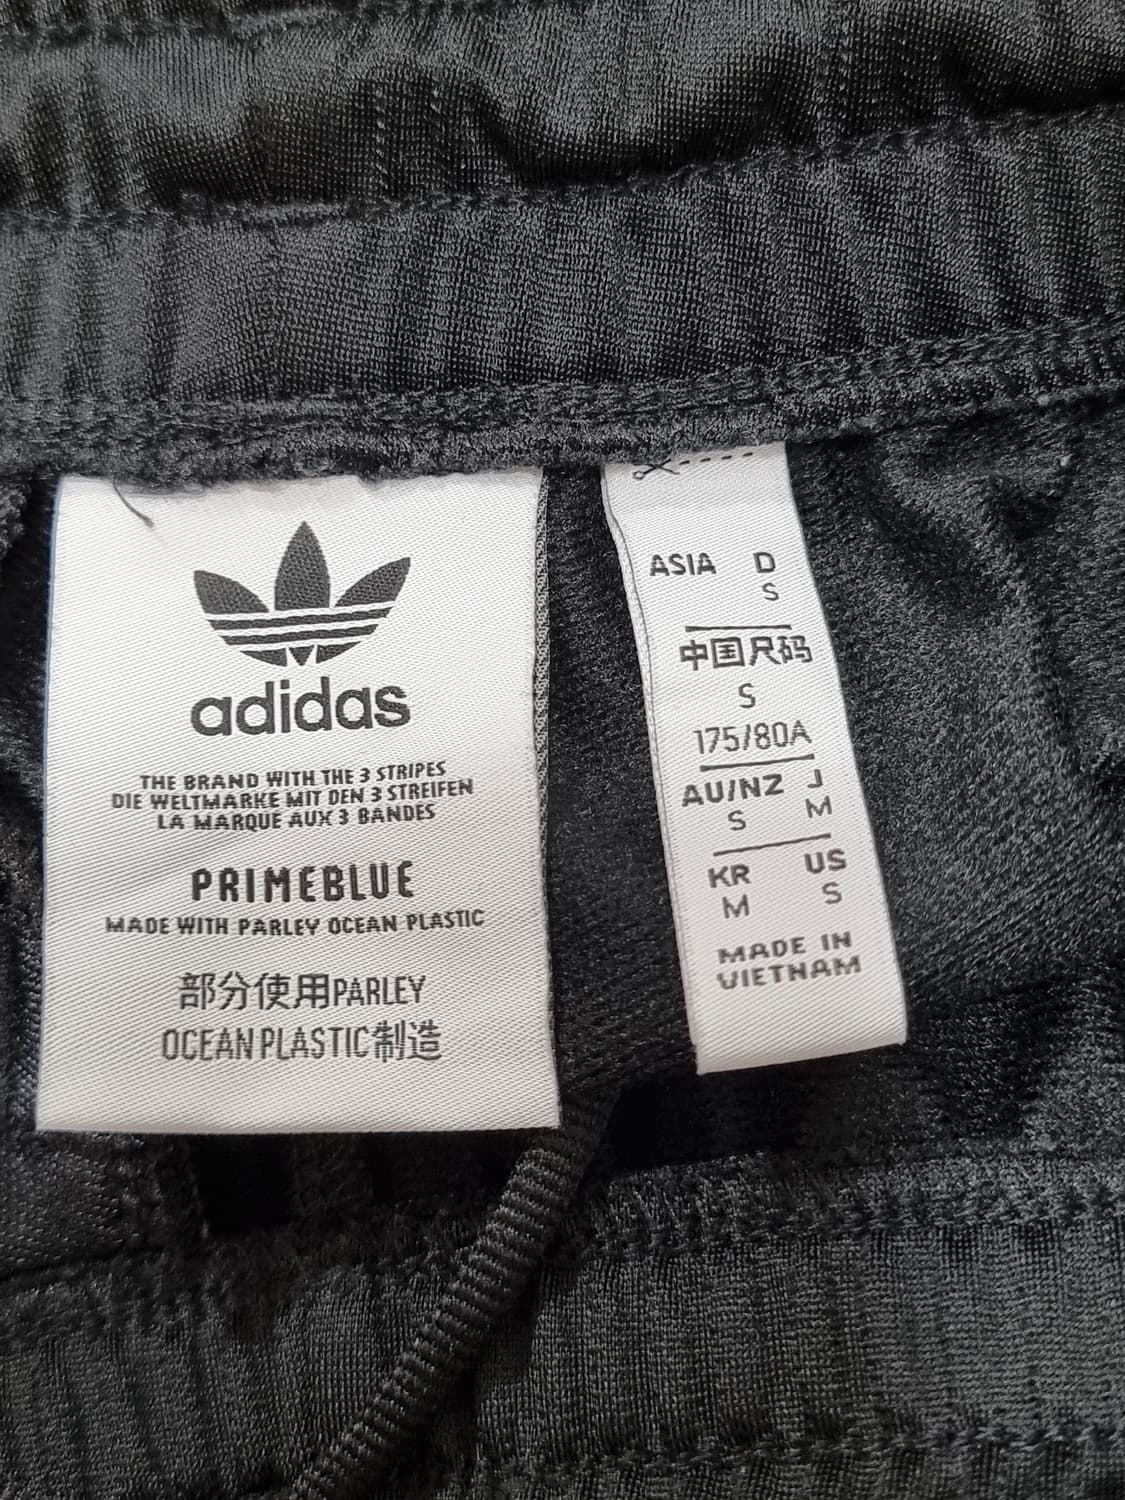 adidas
THE BRAND WITH THE 3 STRIPES
DIE WELTMARKE MIT DEN 3 STREIFEN
LA MARQUE AUX 3 BANDES
PRIMEBLUE
MADE WITH PARLEY OCEAN PLASTIC
部分使用PARLEY
OCEAN PLASTIC制造
ASIA D
S
中国尺码
S
175/80A
AU/NZ J
S M
KR US
M S
MADE IN
VIETNAM